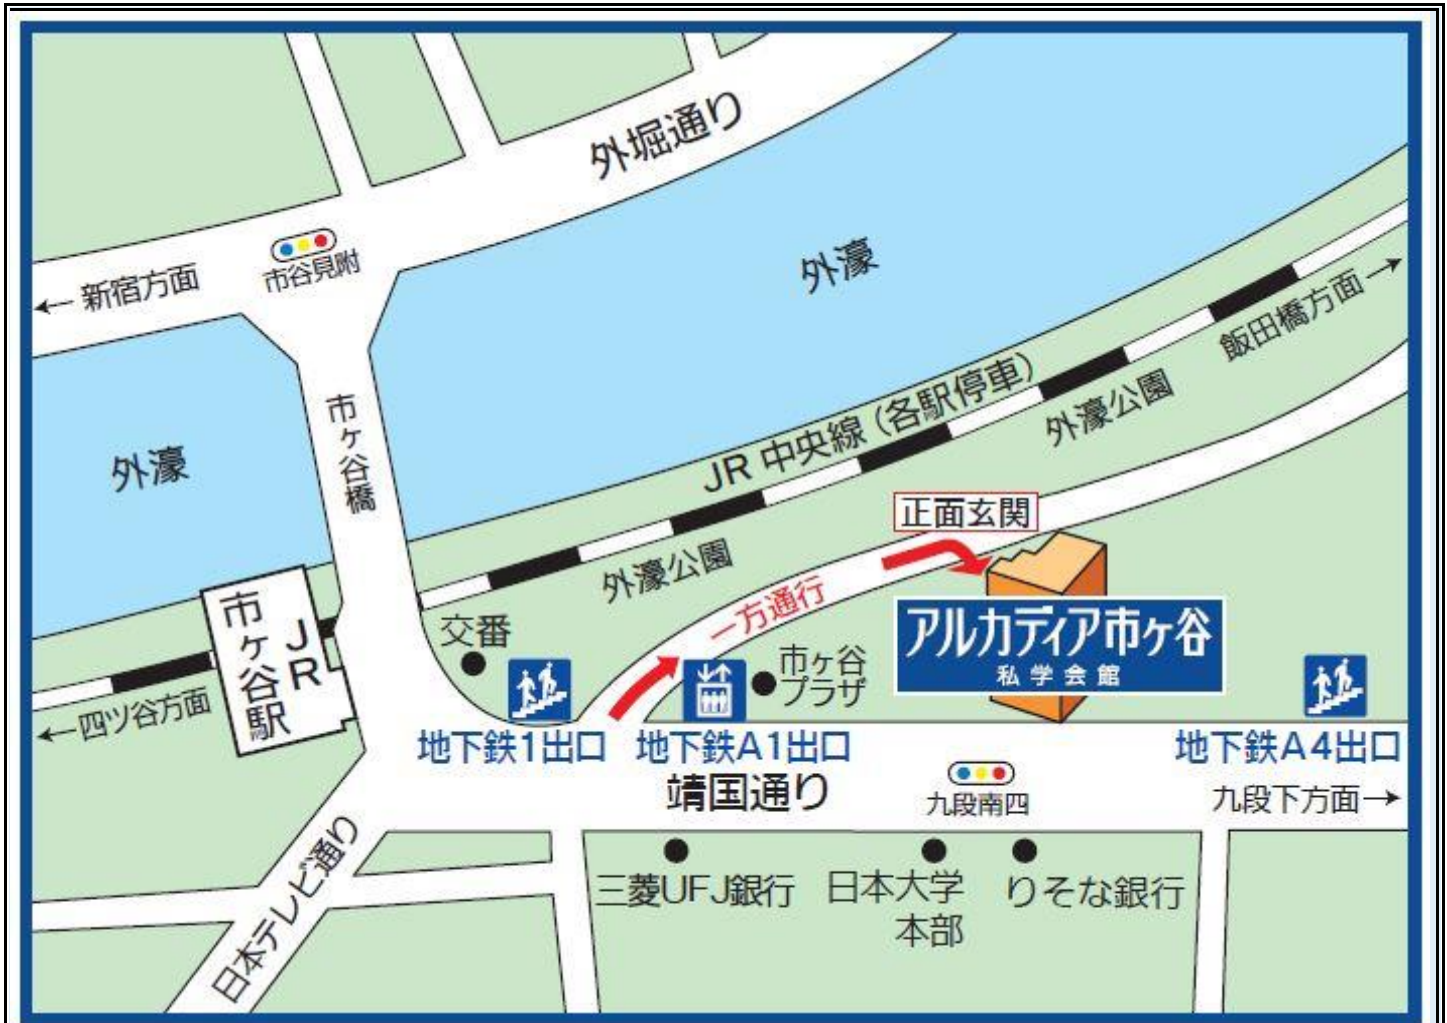 外堀通り
市谷見附
←新宿方面
外濠
飯田橋方面→
市ヶ谷橋
外濠
JR 中央線（各駅停車）
外濠公園
正面玄関
外濠公園
一方通行
交番
アルカディア市ヶ谷
私学会館
市ヶ谷
プラザ
JR
市ヶ谷駅
←四ツ谷方面
地下鉄1出口
地下鉄A1出口
地下鉄A4出口
靖国通り
九段南四
九段下方面→
日本テレビ通り
三菱UFJ銀行
日本大学
本部
りそな銀行